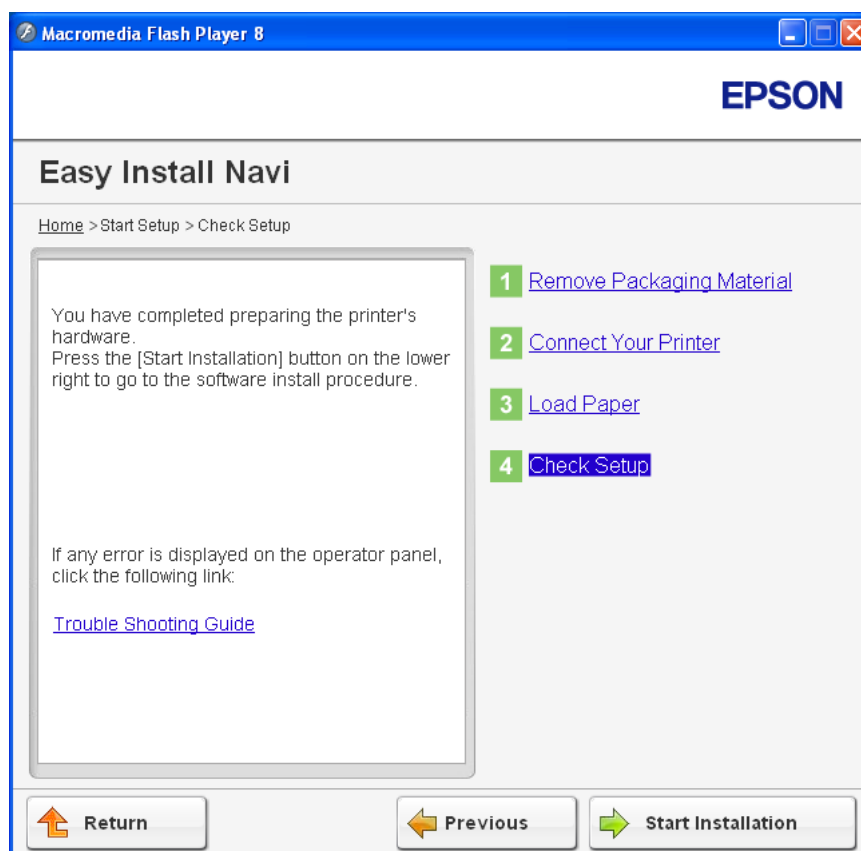 Macromedia Flash Player 8
EPSON
Easy Install Navi
Home > Start Setup > Check Setup
You have completed preparing the printer's
hardware.
Press the [Start Installation] button on the lower
right to go to the software install procedure.
If any error is displayed on the operator panel,
click the following link:
Trouble Shooting Guide
1 Remove Packaging Material
2 Connect Your Printer
3 Load Paper
4 Check Setup
Return
Previous
Start Installation